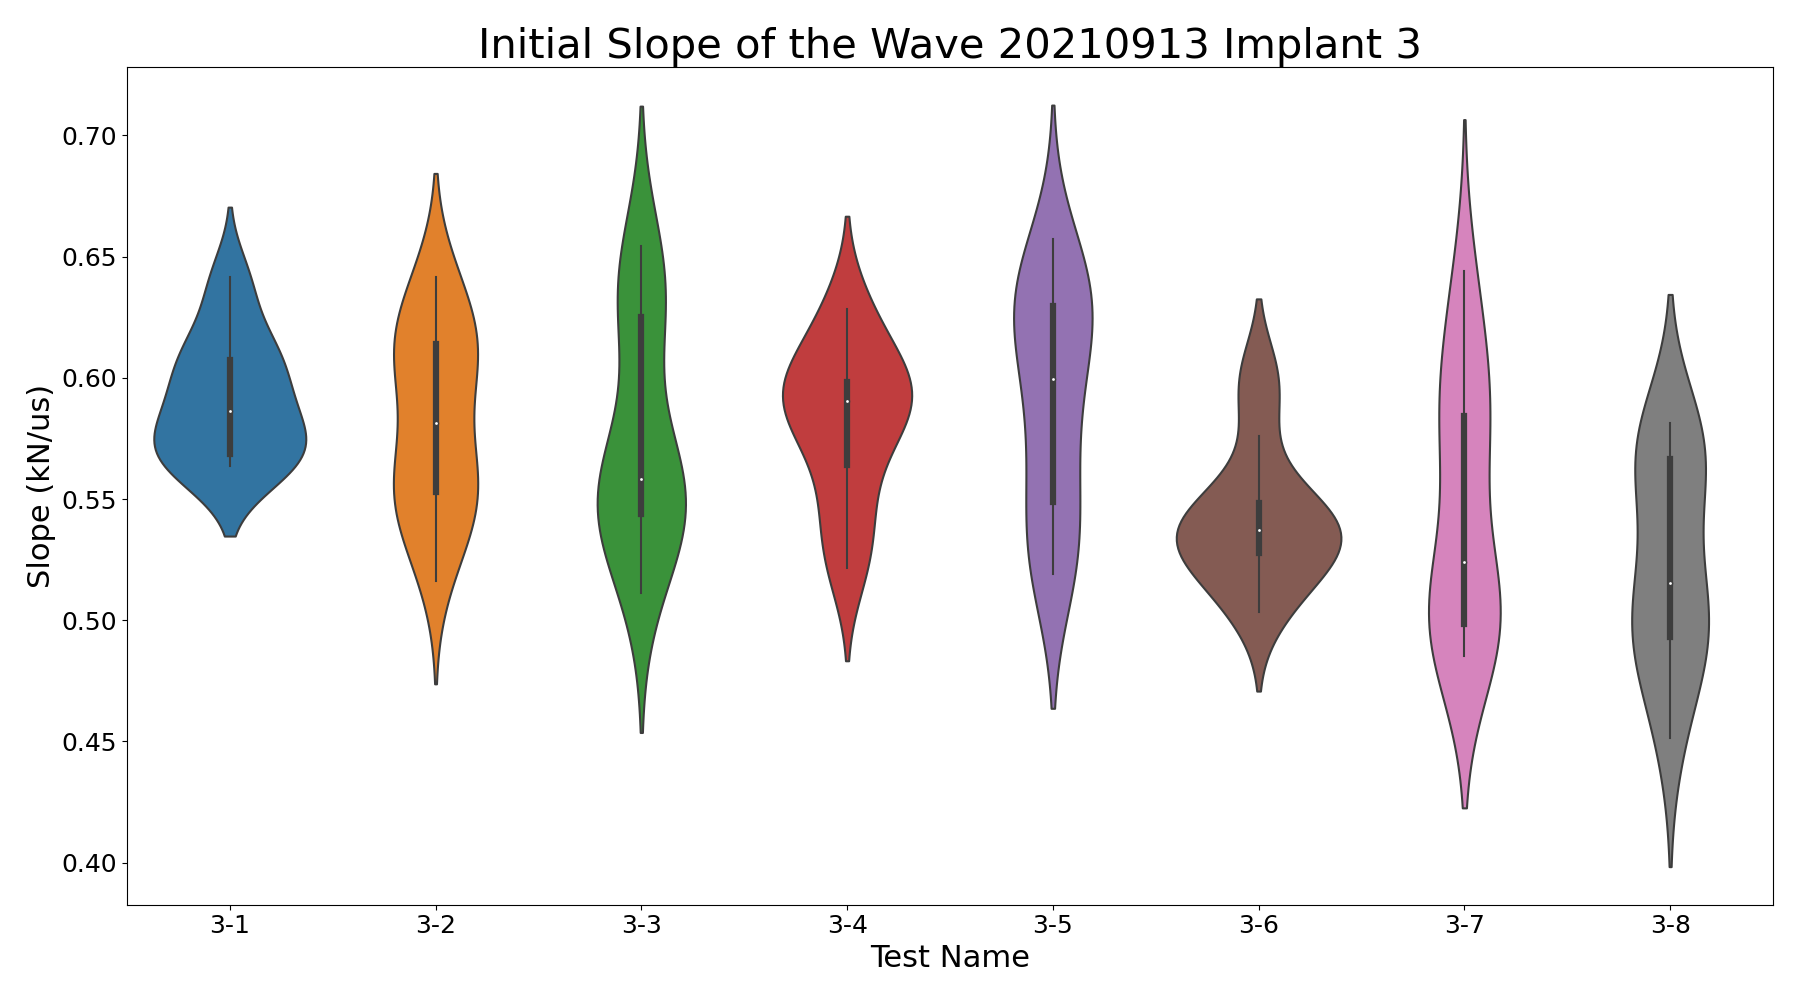 Initial Slope of the Wave 20210913 Implant 3
Slope (kN/us)
0.70
0.65
0.60
0.55
0.50
0.45
0.40
3-1 3-2 3-3 3-4 3-5 3-6 3-7 3-8
Test Name